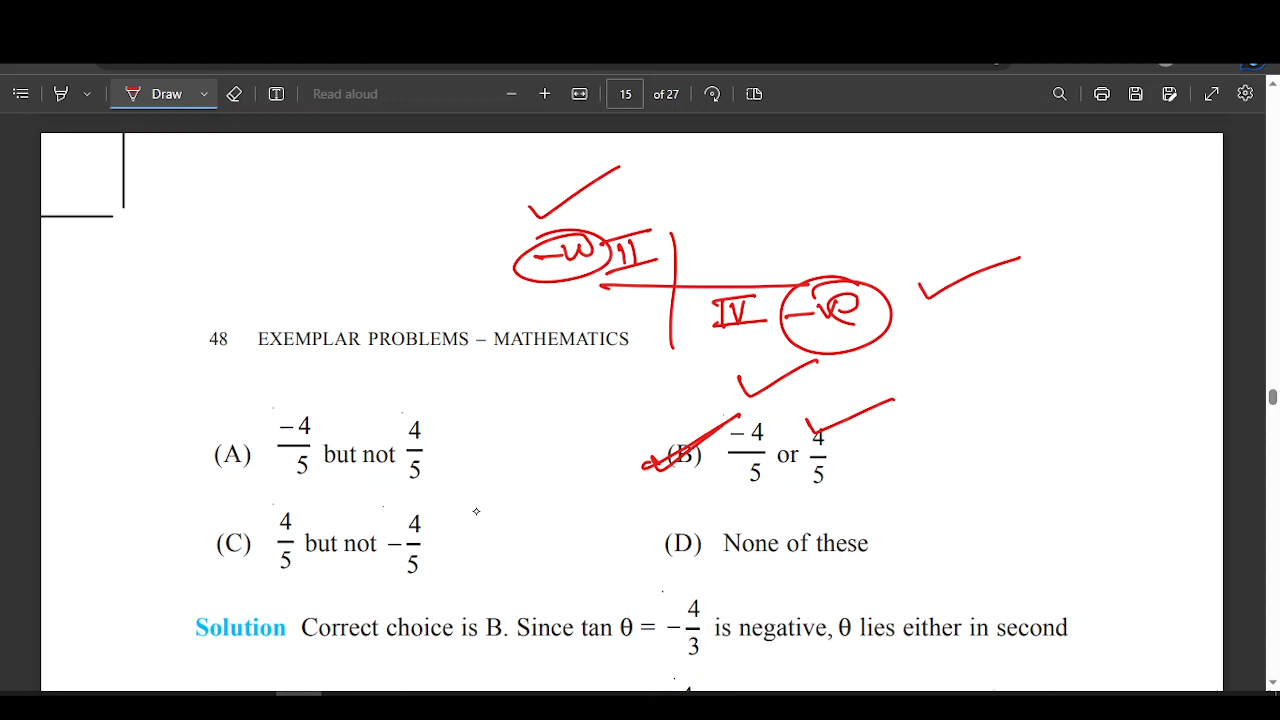 Draw
Read aloud
15 of 27
-ve II
IV -ve
48 EXEMPLAR PROBLEMS – MATHEMATICS
(A) -4/5 but not 4/5
(B) -4/5 or 4/5
(C) 4/5 but not -4/5
(D) None of these
Solution Correct choice is B. Since tan θ = -4/3 is negative, θ lies either in second